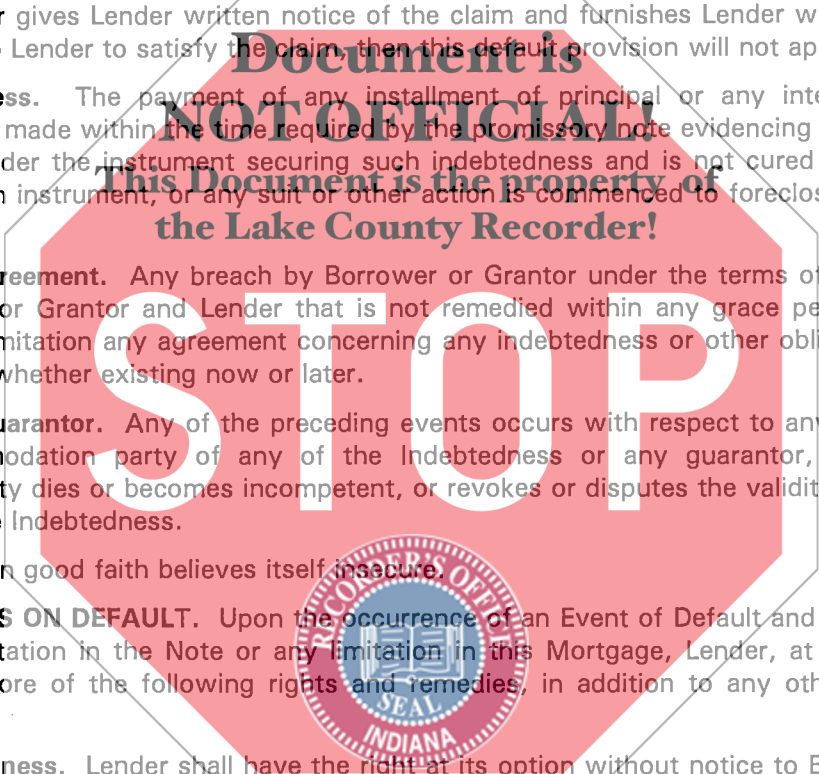 r gives Lender written notice of the claim and furnishes Lender w
Lender to satisfy the claim, then this default provision will not ap
Document is
ess. The payment of any installment of principal or any inte
NOT OFFICIAL!
made within the time required by the promissory note evidencing
der the instrument securing such indebtedness and is not cured
This Document is the property of
instrument, or any suit or other action is commenced to foreclos
the Lake County Recorder!
reement. Any breach by Borrower or Grantor under the terms of
or Grantor and Lender that is not remedied within any grace pe
mitation any agreement concerning any indebtedness or other obli
whether existing now or later.
STOP
uarantor. Any of the preceding events occurs with respect to any
odation party of any of the Indebtedness or any guarantor,
ty dies or becomes incompetent, or revokes or disputes the validit
e Indebtedness.
n good faith believes itself insecure.
RECORDER'S OFFICE
S ON DEFAULT. Upon the occurrence of an Event of Default and
tation in the Note or any limitation in this Mortgage, Lender, at
ore of the following rights and remedies, in addition to any oth
SEAL
INDIANA
ness. Lender shall have the right at its option without notice to B